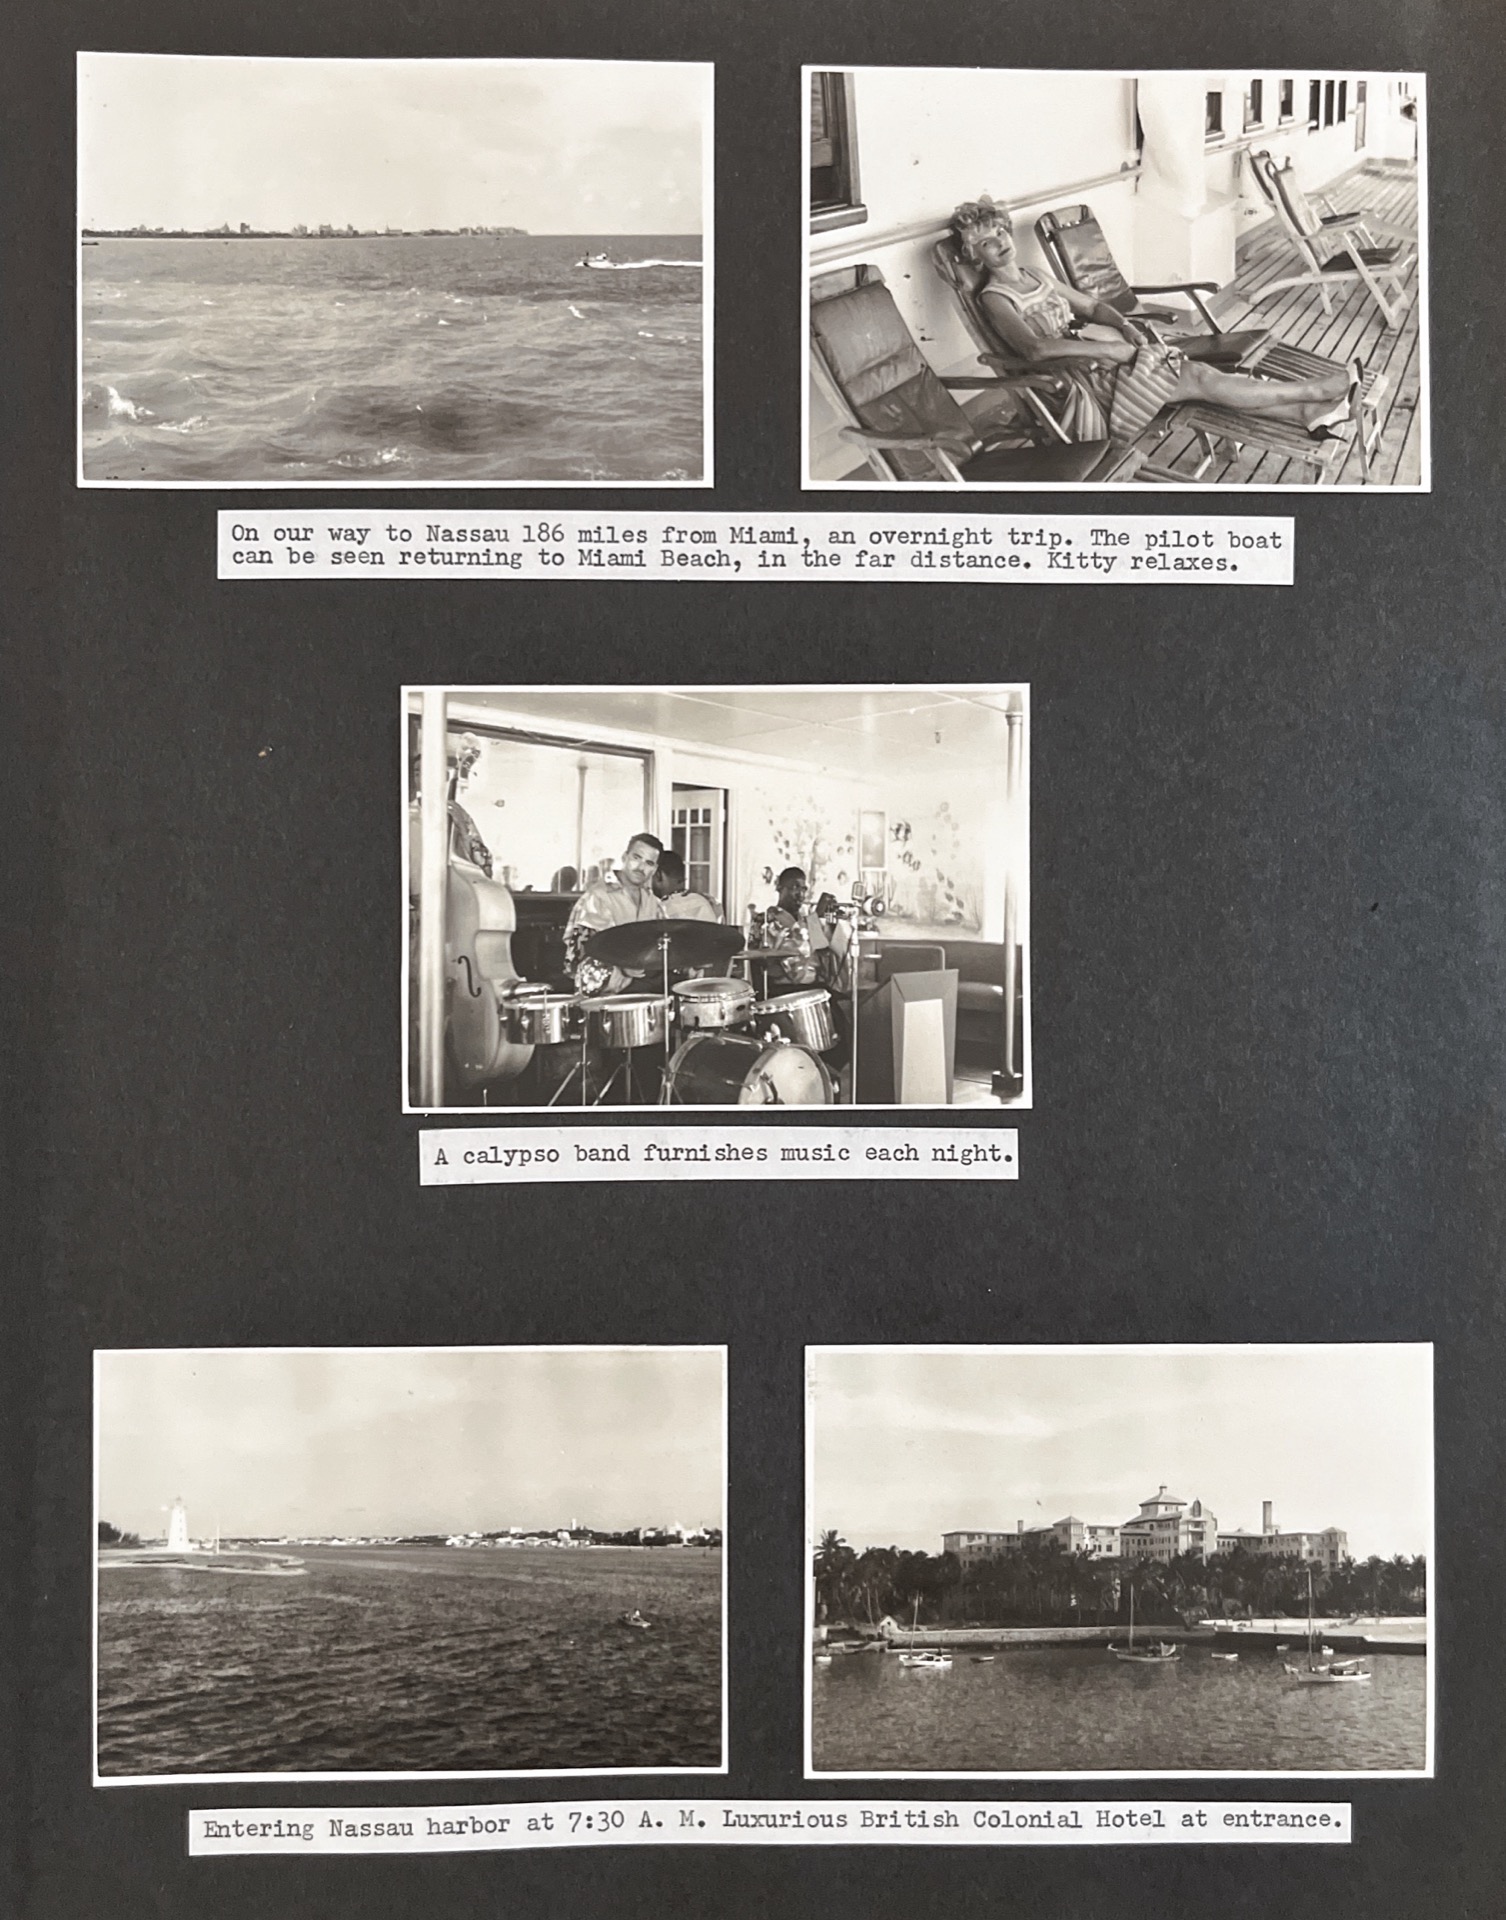 On our way to Nassau 186 miles from Miami, an overnight trip. The pilot boat
can be seen returning to Miami Beach, in the far distance. Kitty relaxes.
A calypso band furnishes music each night.
Entering Nassau harbor at 7:30 A. M. Luxurious British Colonial Hotel at entrance.